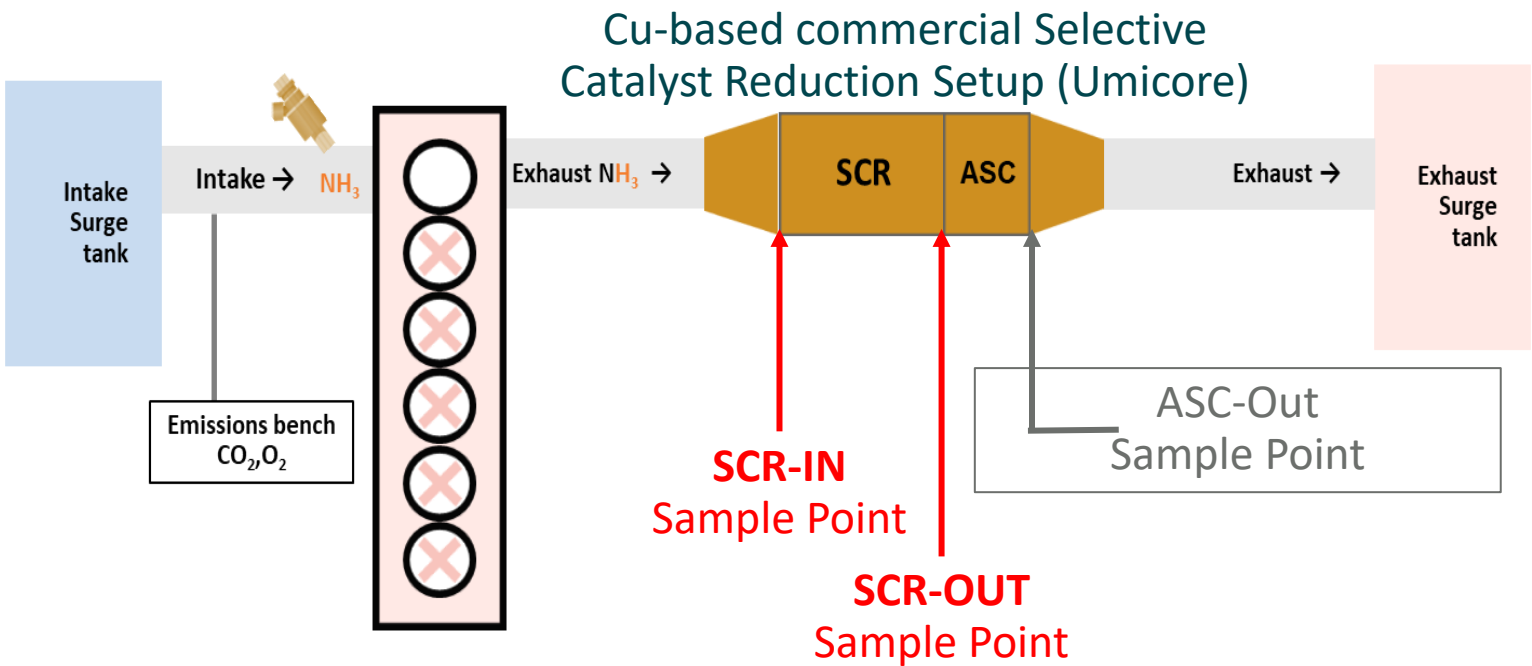 Cu-based commercial Selective
Catalyst Reduction Setup (Umicore)
Intake
Surge
tank
Intake → NH₃
Exhaust NH₃ →
SCR
ASC
Exhaust →
Exhaust
Surge
tank
Emissions bench
CO₂,O₂
SCR-IN
Sample Point
SCR-OUT
Sample Point
ASC-Out
Sample Point